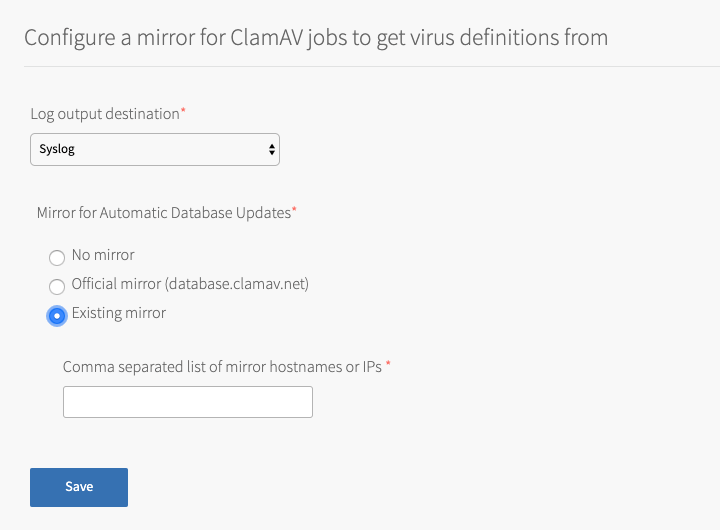 Configure a mirror for ClamAV jobs to get virus definitions from
Log output destination*
Syslog
Mirror for Automatic Database Updates*
No mirror
Official mirror (database.clamav.net)
Existing mirror
Comma separated list of mirror hostnames or IPs *
Save